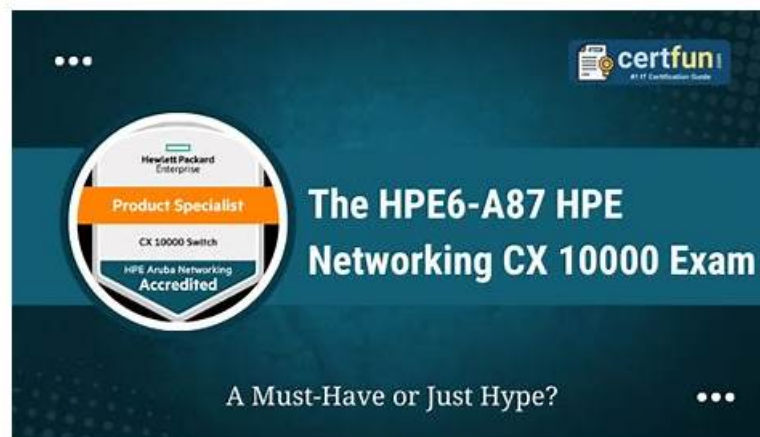 certfun.com
#1 IT Certification Guide
Hewlett Packard
Enterprise
Product Specialist
CX 10000 Switch
HPE Aruba Networking
Accredited
The HPE6-A87 HPE
Networking CX 10000 Exam
A Must-Have or Just Hype?